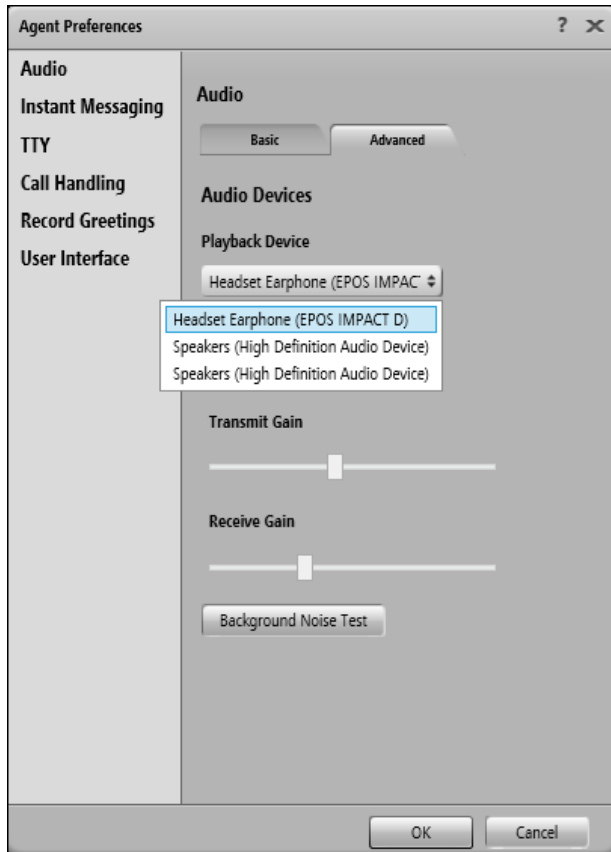 Agent Preferences
?
Audio
Instant Messaging
TTY
Call Handling
Record Greetings
User Interface
Audio
Basic
Advanced
Audio Devices
Playback Device
Headset Earphone (EPOS IMPAC
Headset Earphone (EPOS IMPACT D)
Speakers (High Definition Audio Device)
Speakers (High Definition Audio Device)
Transmit Gain
Receive Gain
Background Noise Test
OK
Cancel